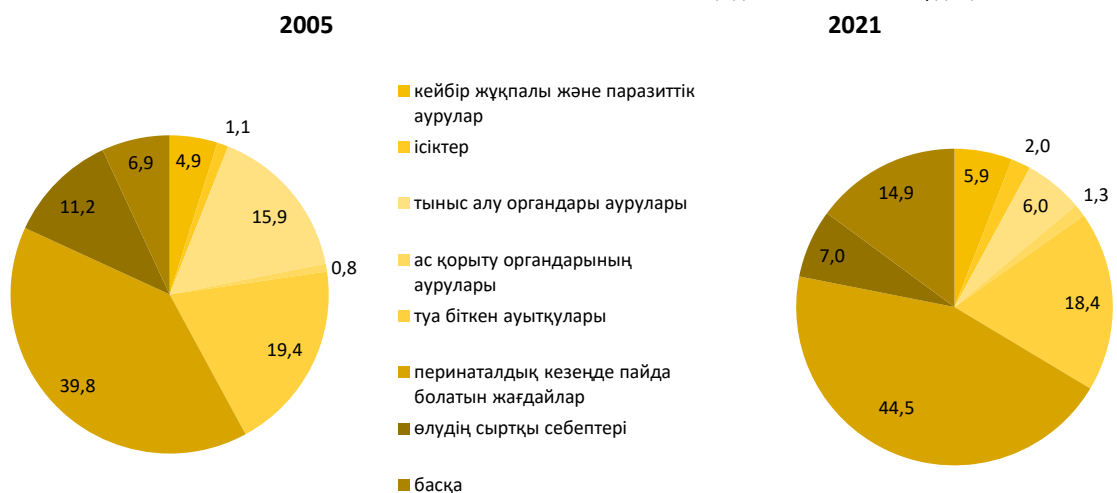 2005
2021
кейбір жұқпалы және паразиттік
аурулар
ісіктер
тыныс алу органдары аурулары
ас қорыту органдарының
аурулары
туа біткен ауытқулары
перинаталдық кезеңде пайда
болатын жағдайлар
өлудің сыртқы себептері
басқа
4,9
1,1
15,9
0,8
19,4
39,8
11,2
6,9
5,9
2,0
6,0
1,3
18,4
44,5
7,0
14,9